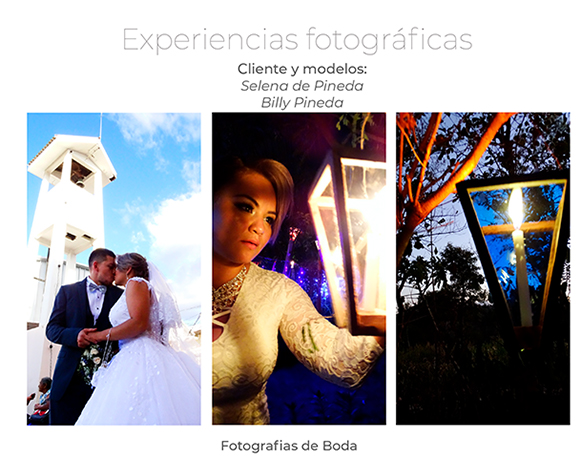 Experiencias fotográficas
Cliente y modelos:
Selena de Pineda
Billy Pineda
Fotografias de Boda